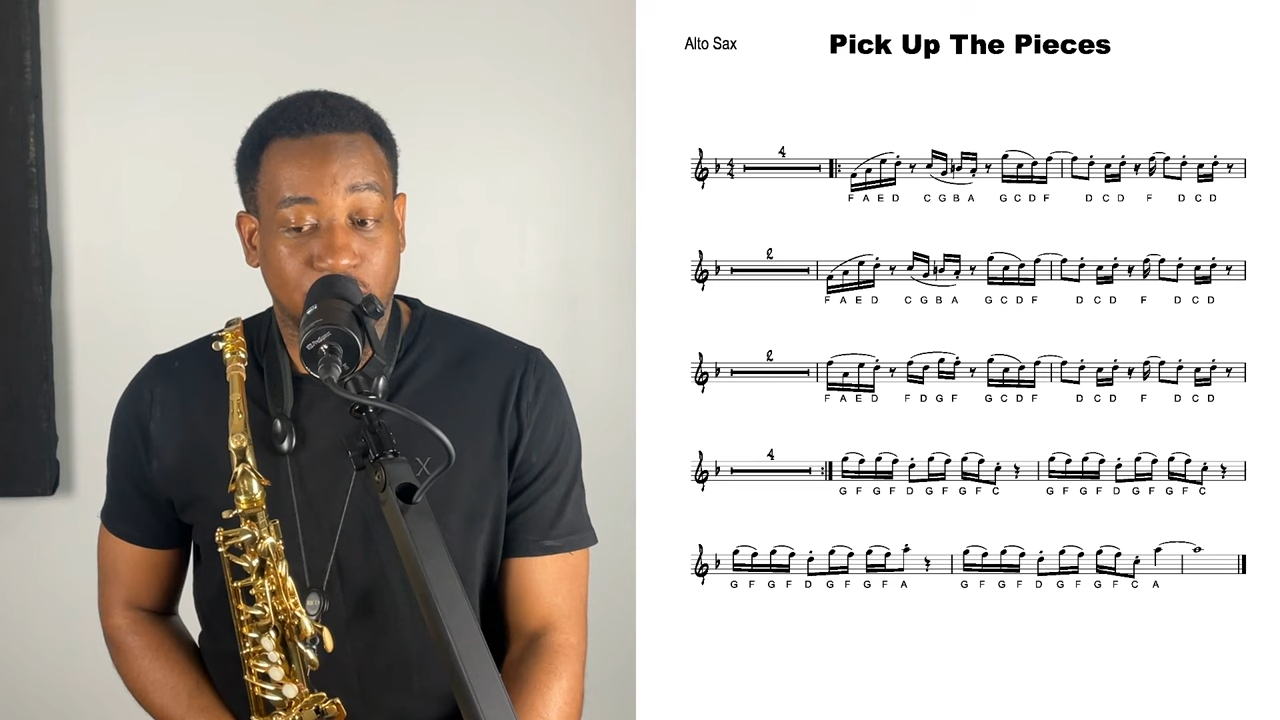 Alto Sax
Pick Up The Pieces
4
F A E D C G B A G C D F D C D F D C D
2
F A E D C G B A G C D F D C D F D C D
2
F A E D F D G F G C D F D C D F D C D
4
G F G F D G F G F C G F G F D G F G F C
G F G F D G F G F A G F G F D G F G F C A
X